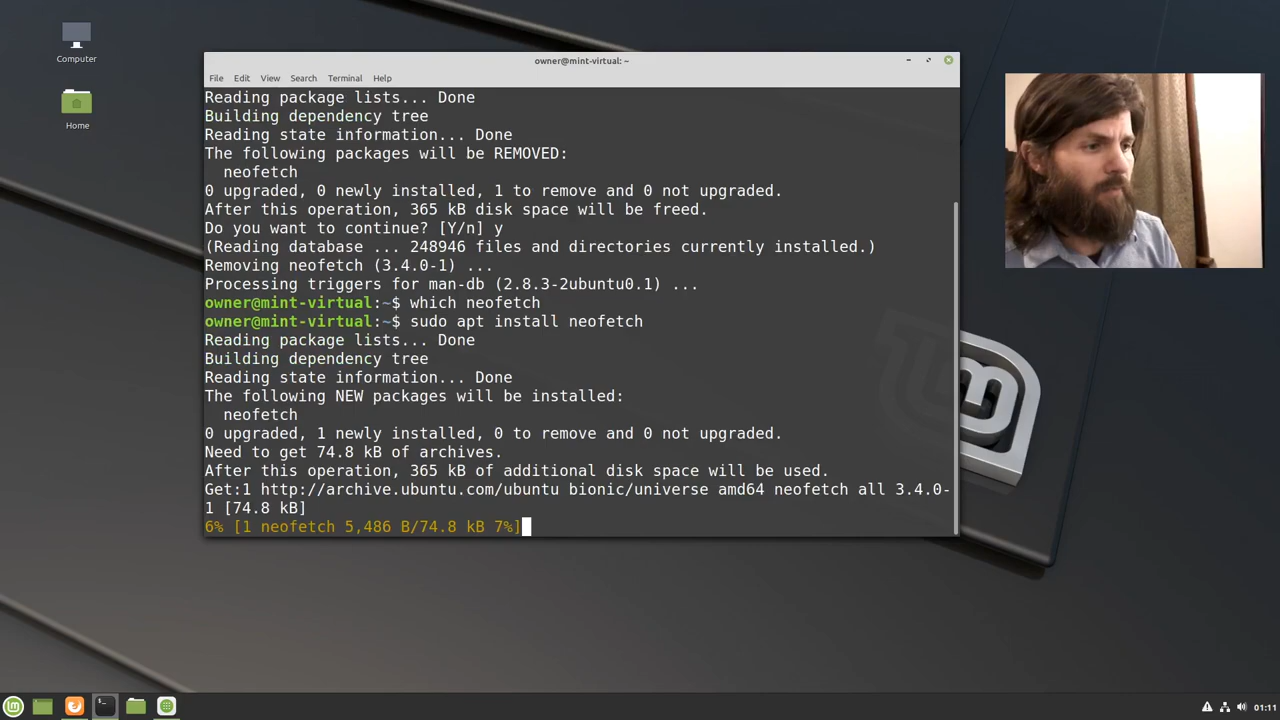 Computer
Home
owner@mint-virtual: ~
File Edit View Search Terminal Help
Reading package lists... Done
Building dependency tree
Reading state information... Done
The following packages will be REMOVED:
  neofetch
0 upgraded, 0 newly installed, 1 to remove and 0 not upgraded.
After this operation, 365 kB disk space will be freed.
Do you want to continue? [Y/n] y
(Reading database ... 248946 files and directories currently installed.)
Removing neofetch (3.4.0-1) ...
Processing triggers for man-db (2.8.3-2ubuntu0.1) ...
owner@mint-virtual:~$ which neofetch
owner@mint-virtual:~$ sudo apt install neofetch
Reading package lists... Done
Building dependency tree
Reading state information... Done
The following NEW packages will be installed:
  neofetch
0 upgraded, 1 newly installed, 0 to remove and 0 not upgraded.
Need to get 74.8 kB of archives.
After this operation, 365 kB of additional disk space will be used.
Get:1 http://archive.ubuntu.com/ubuntu bionic/universe amd64 neofetch all 3.4.0-
1 [74.8 kB]
6% [1 neofetch 5,486 B/74.8 kB 7%]
01:11